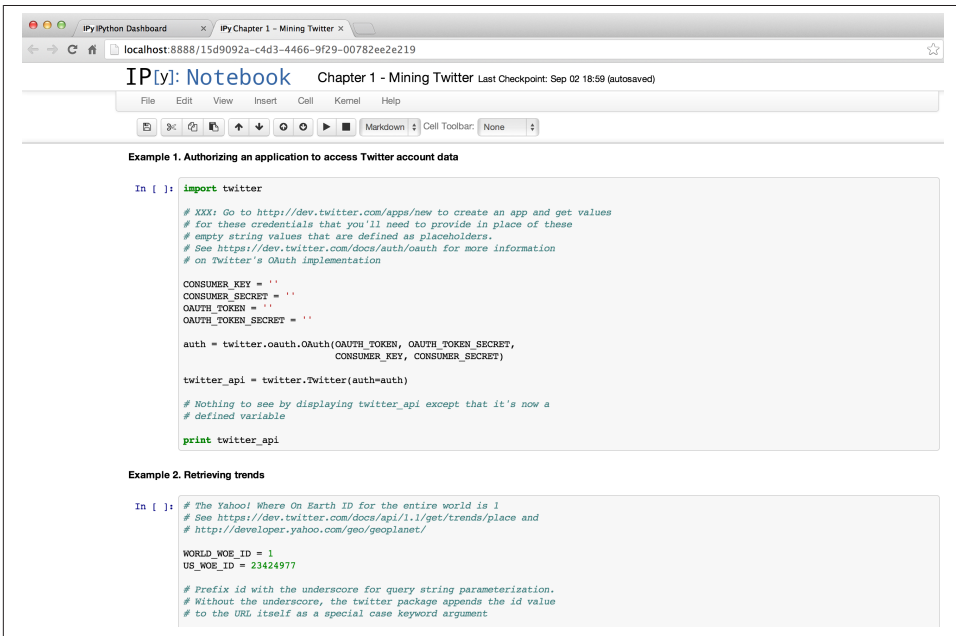 IPy IPython Dashboard × IPy Chapter 1 – Mining Twitter ×
localhost:8888/15d9092a-c4d3-4466-9f29-00782ee2e219
IP[y]: Notebook Chapter 1 - Mining Twitter Last Checkpoint: Sep 02 18:59 (autosaved)
File Edit View Insert Cell Kernel Help
Markdown Cell Toolbar: None
Example 1. Authorizing an application to access Twitter account data
In [ ]: import twitter
# XXX: Go to http://dev.twitter.com/apps/new to create an app and get values
# for these credentials that you'll need to provide in place of these
# empty string values that are defined as placeholders.
# See https://dev.twitter.com/docs/auth/oauth for more information
# on Twitter's OAuth implementation
CONSUMER_KEY = ''
CONSUMER_SECRET = ''
OAUTH_TOKEN = ''
OAUTH_TOKEN_SECRET = ''
auth = twitter.oauth.OAuth(OAUTH_TOKEN, OAUTH_TOKEN_SECRET,
CONSUMER_KEY, CONSUMER_SECRET)
twitter_api = twitter.Twitter(auth=auth)
# Nothing to see by displaying twitter_api except that it's now a
# defined variable
print twitter_api
Example 2. Retrieving trends
In [ ]: # The Yahoo! Where On Earth ID for the entire world is 1
# See https://dev.twitter.com/docs/api/1.1/get/trends/place and
# http://developer.yahoo.com/geo/geoplanet/
WORLD_WOE_ID = 1
US_WOE_ID = 23424977
# Prefix id with the underscore for query string parameterization.
# Without the underscore, the twitter package appends the id value
# to the URL itself as a special case keyword argument